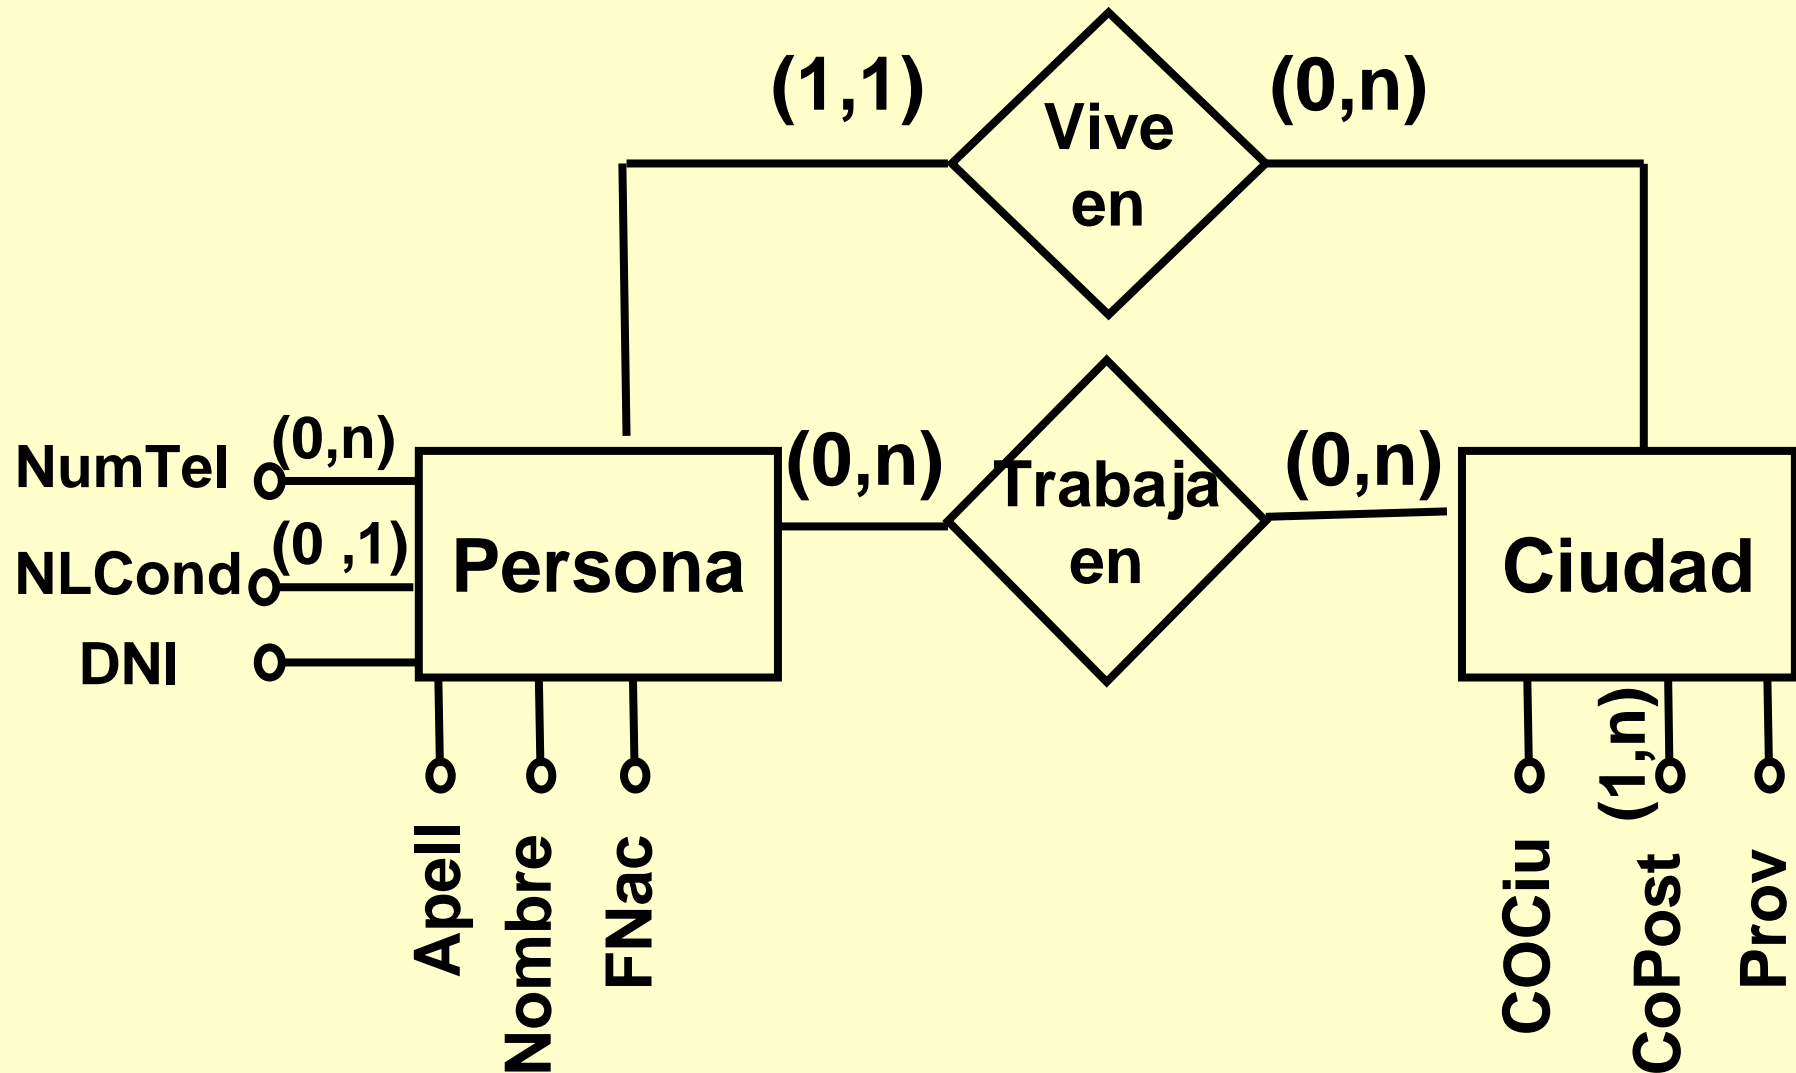 (1,1)
(0,n)
Vive
en
NumTel
(0,n)
(0,n)
Trabaja
en
(0,n)
NLCond
(0 ,1)
Persona
Ciudad
DNI
(1,n)
Apell
Nombre
FNac
COCiu
CoPost
Prov